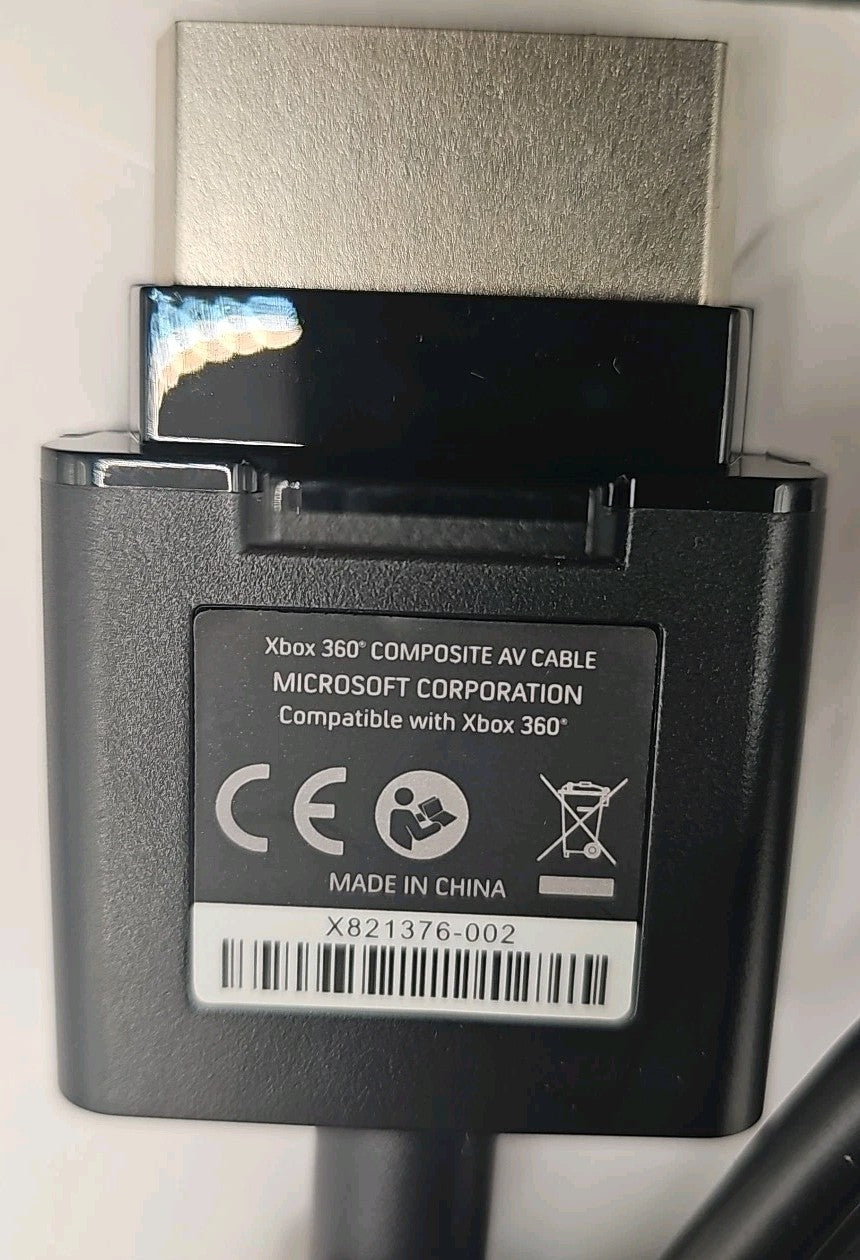 Xbox 360® COMPOSITE AV CABLE
MICROSOFT CORPORATION
Compatible with Xbox 360®
CE
MADE IN CHINA
X821376-002